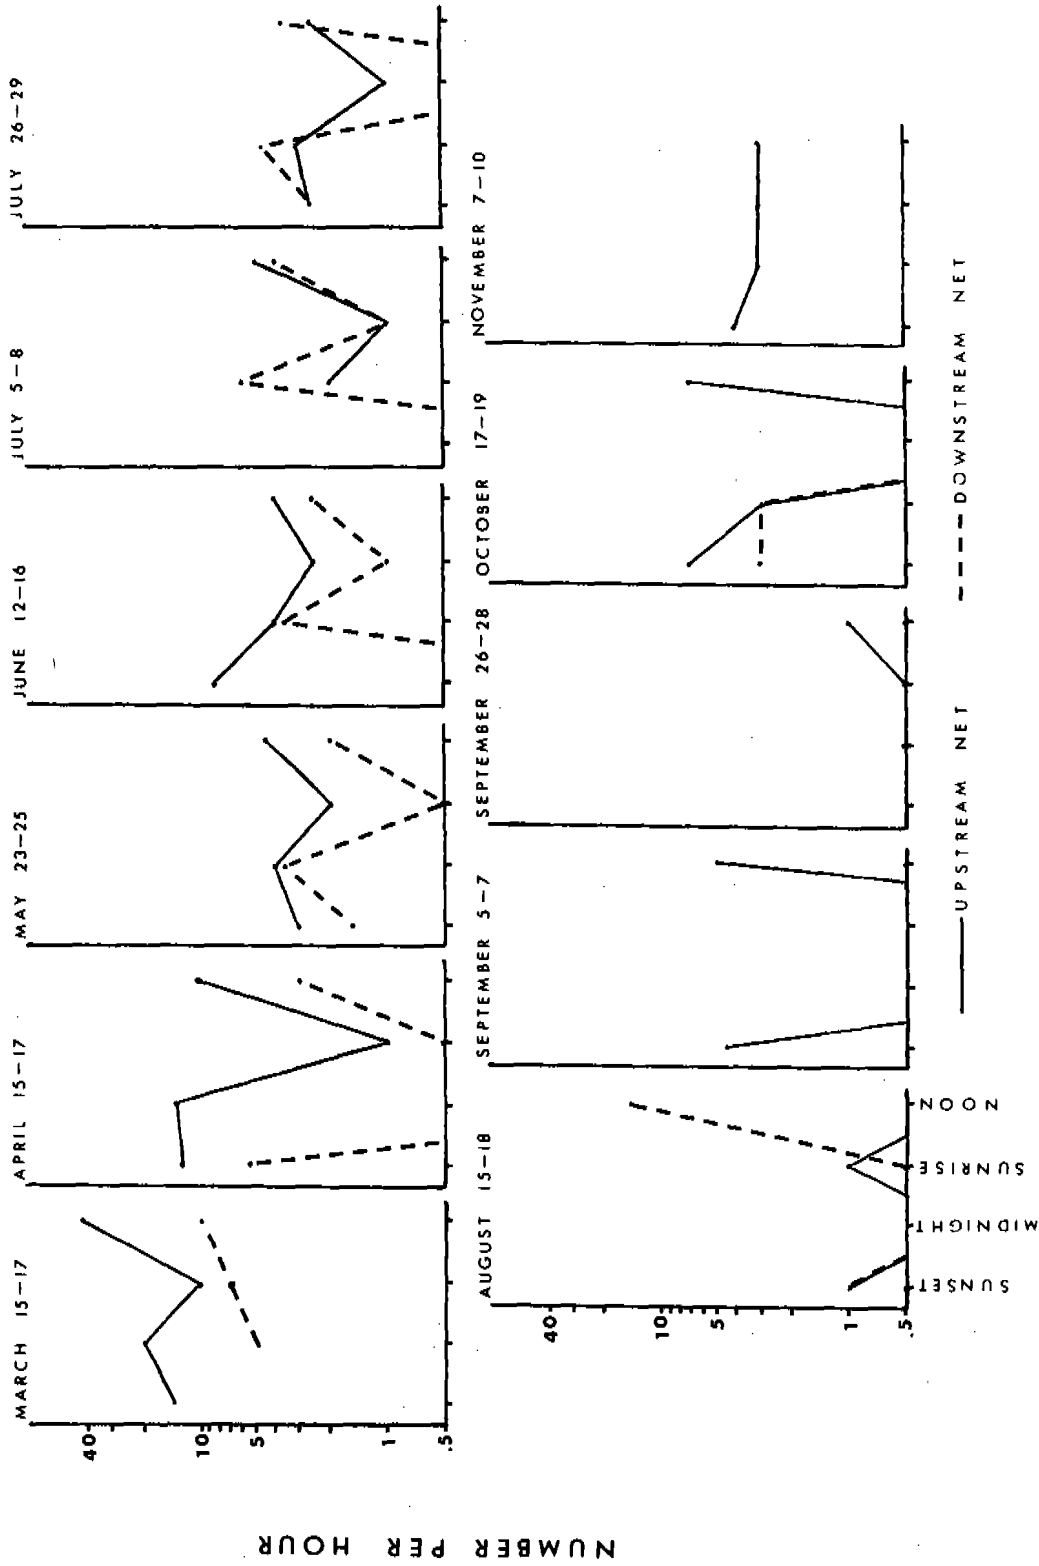 NUMBER PER HOUR
MARCH 15-17
APRIL 15-17
MAY 23-25
JUNE 12-16
JULY 5-8
JULY 26-29
40
10
5
1
.5
AUGUST 15-18
SEPTEMBER 5-7
SEPTEMBER 26-28
OCTOBER 17-19
NOVEMBER 7-10
40
10
5
1
.5
SUNSET
MIDNIGHT
SUNRISE
NOON
UPSTREAM NET
DOWNSTREAM NET